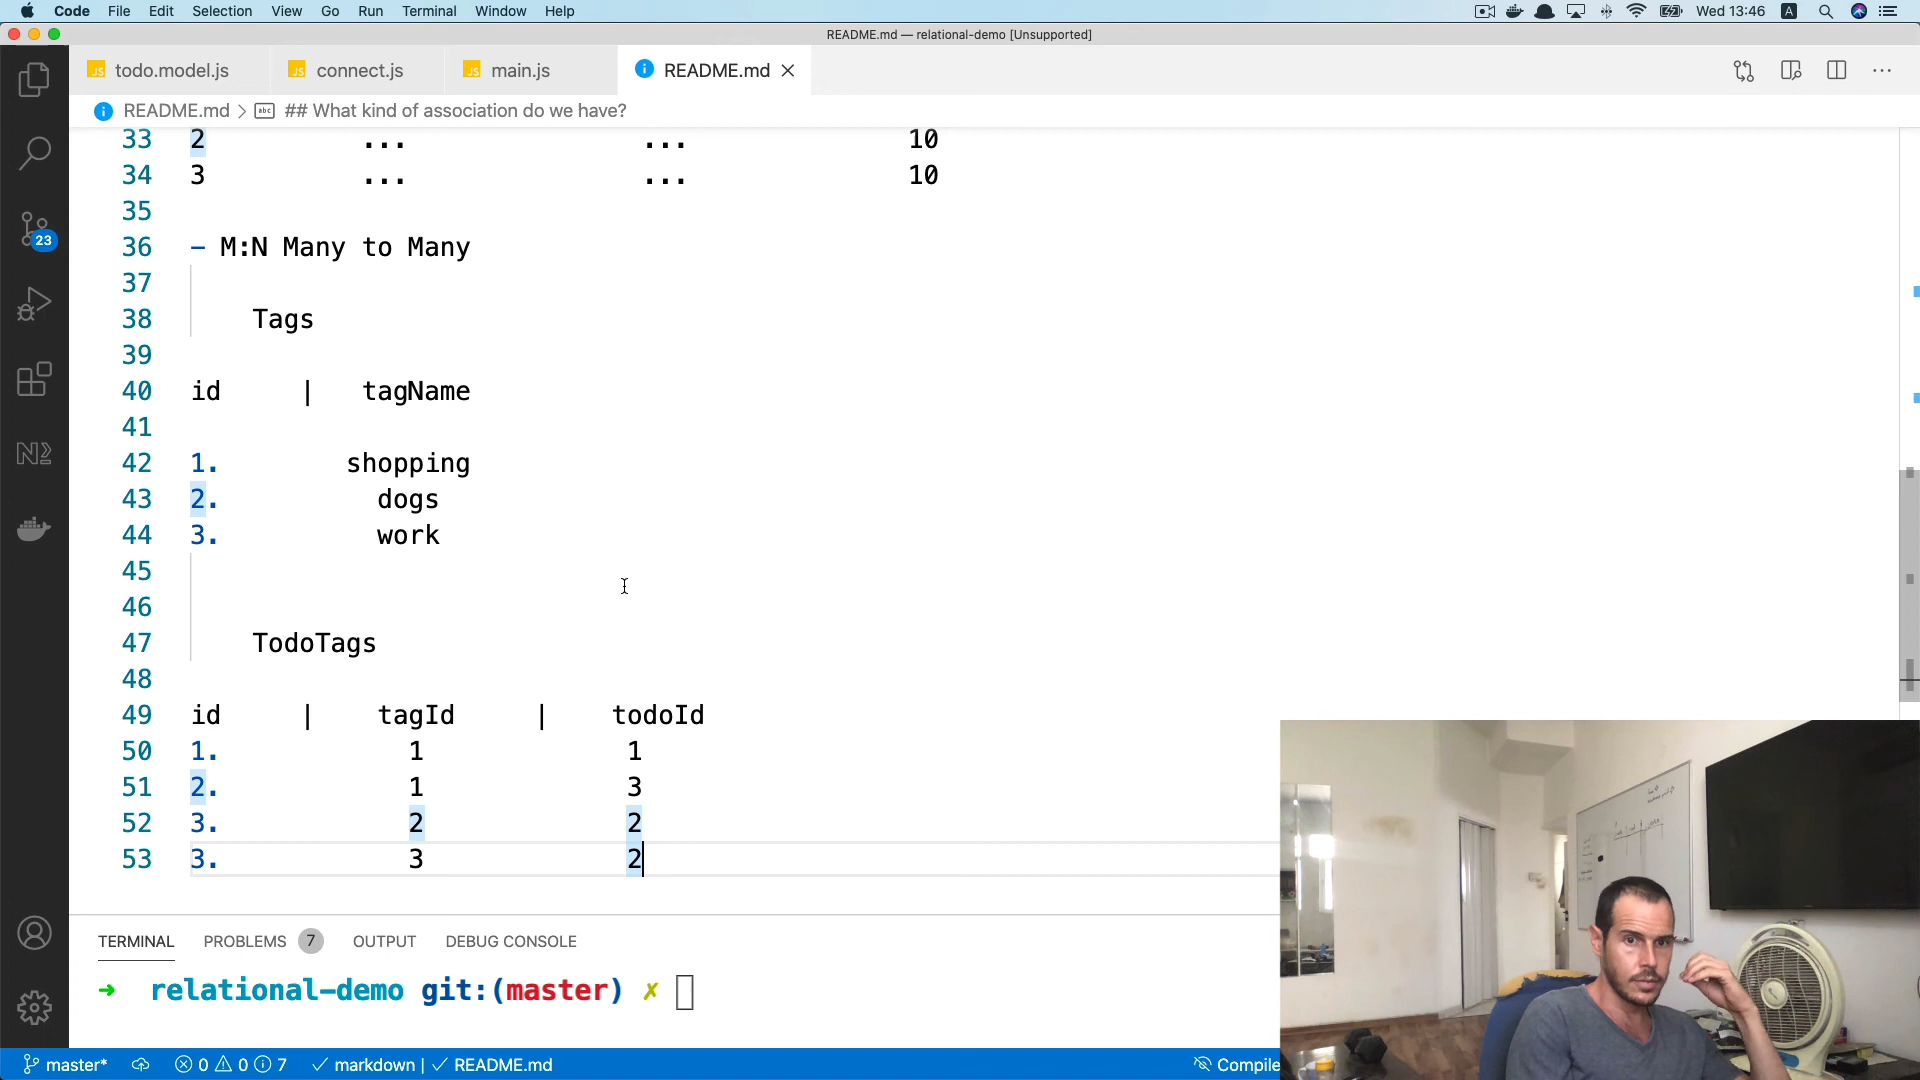 Code File Edit Selection View Go Run Terminal Window Help Wed 13:46 A
README.md — relational-demo [Unsupported]
JS todo.model.js JS connect.js JS main.js README.md
README.md > abc ## What kind of association do we have?
33 2 ... ... 10
34 3 ... ... 10
35
36 - M:N Many to Many
37
38 Tags
39
40 id | tagName
41
42 1. shopping
43 2. dogs
44 3. work
45
46
47 TodoTags
48
49 id | tagId | todoId
50 1. 1 1
51 2. 1 3
52 3. 2 2
53 3. 3 2
23
TERMINAL PROBLEMS 7 OUTPUT DEBUG CONSOLE
→ relational-demo git:(master) ✗
master* 0 0 7 ✓ markdown | ✓ README.md Compile